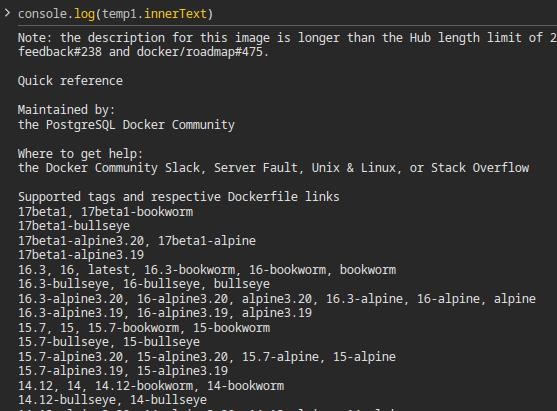 > console.log(temp1.innerText)
Note: the description for this image is longer than the Hub length limit of 2
feedback#238 and docker/roadmap#475.
Quick reference
Maintained by:
the PostgreSQL Docker Community
Where to get help:
the Docker Community Slack, Server Fault, Unix & Linux, or Stack Overflow
Supported tags and respective Dockerfile links
17beta1, 17beta1-bookworm
17beta1-bullseye
17beta1-alpine3.20, 17beta1-alpine
17beta1-alpine3.19
16.3, 16, latest, 16.3-bookworm, 16-bookworm, bookworm
16.3-bullseye, 16-bullseye, bullseye
16.3-alpine3.20, 16-alpine3.20, alpine3.20, 16.3-alpine, 16-alpine, alpine
16.3-alpine3.19, 16-alpine3.19, alpine3.19
15.7, 15, 15.7-bookworm, 15-bookworm
15.7-bullseye, 15-bullseye
15.7-alpine3.20, 15-alpine3.20, 15.7-alpine, 15-alpine
15.7-alpine3.19, 15-alpine3.19
14.12, 14, 14.12-bookworm, 14-bookworm
14.12-bullseye, 14-bullseye